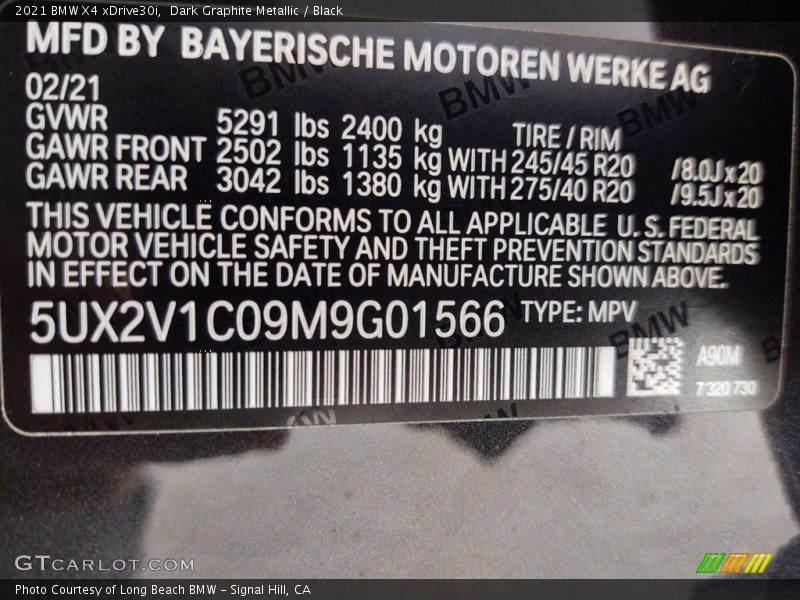 2021 BMW X4 xDrive30i, Dark Graphite Metallic / Black
MFD BY BAYERISCHE MOTOREN WERKE AG
02/21
GVWR 5291 lbs 2400 kg TIRE / RIM
GAWR FRONT 2502 lbs 1135 kg WITH 245/45 R20 /8.0J x 20
GAWR REAR 3042 lbs 1380 kg WITH 275/40 R20 /9.5J x 20
THIS VEHICLE CONFORMS TO ALL APPLICABLE U.S. FEDERAL
MOTOR VEHICLE SAFETY AND THEFT PREVENTION STANDARDS
IN EFFECT ON THE DATE OF MANUFACTURE SHOWN ABOVE.
5UX2V1C09M9G01566 TYPE: MPV
A90M
7 320 730
GTCARLOT.COM
Photo Courtesy of Long Beach BMW – Signal Hill, CA